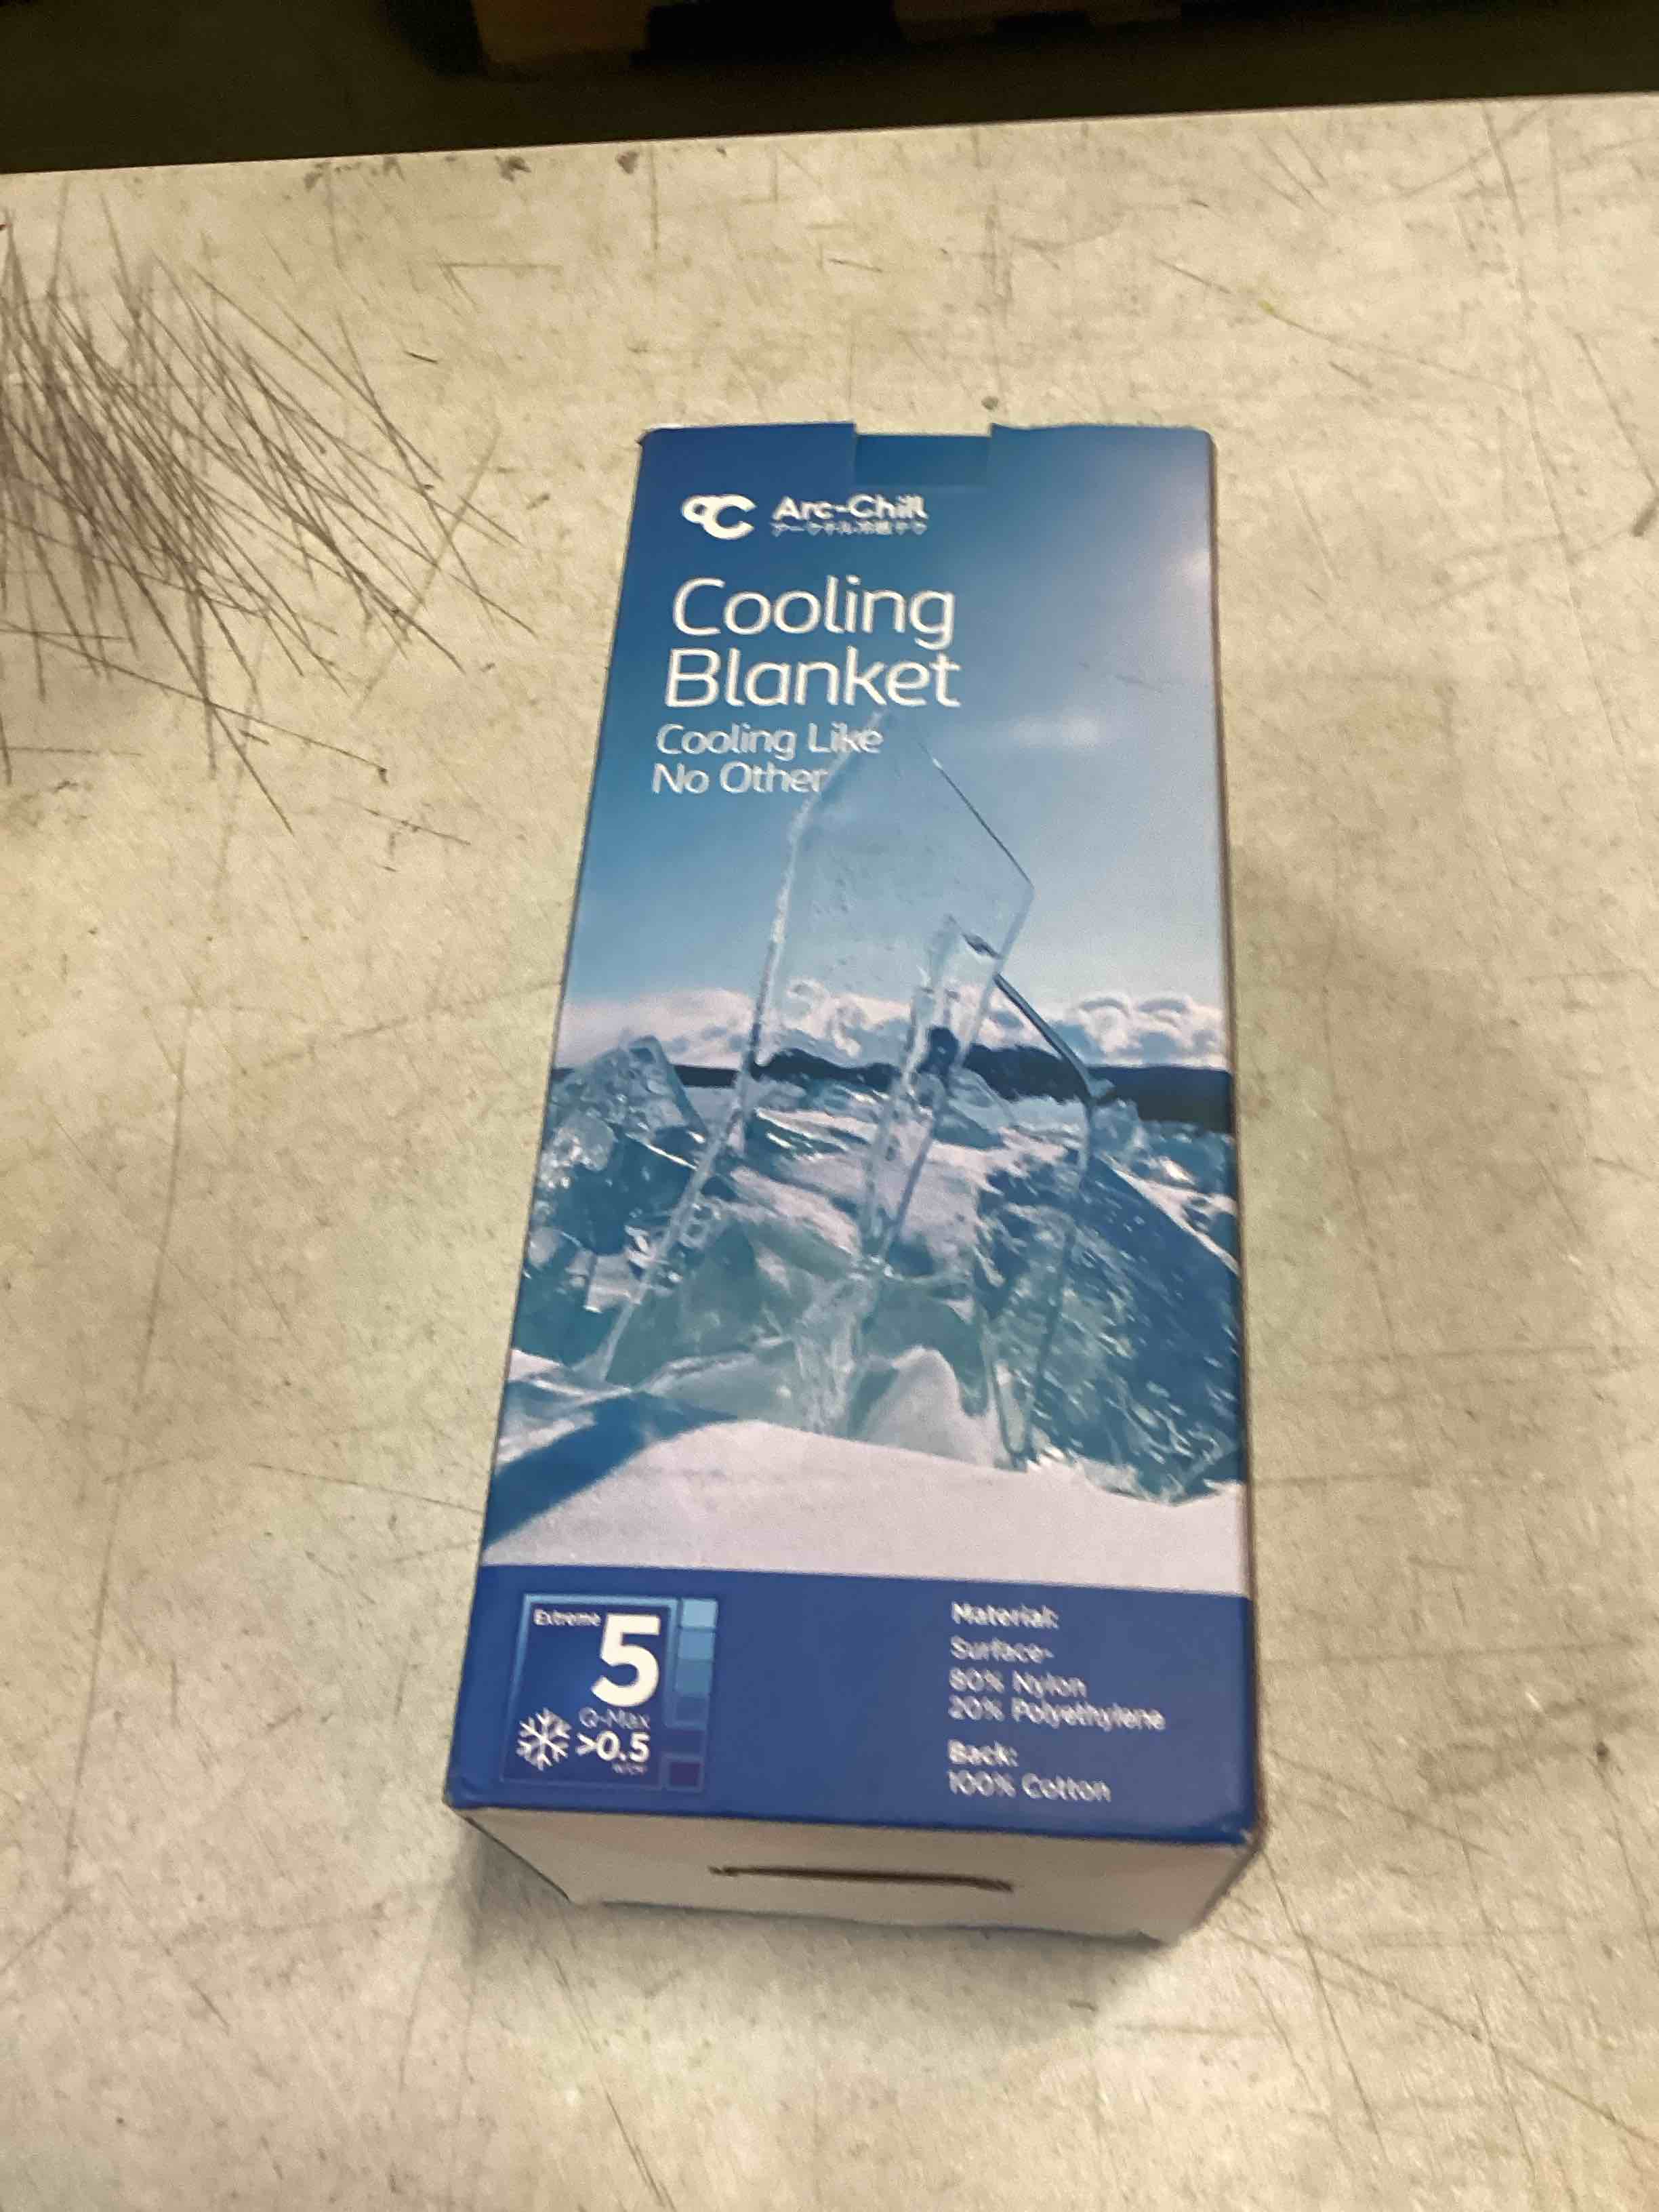 Arc-Chill
Cooling
Blanket
Cooling Like
No Other
Extreme 5
Q-Max
>0.5
Material:
Surface-
80% Nylon
20% Polyethylene
Back:
100% Cotton